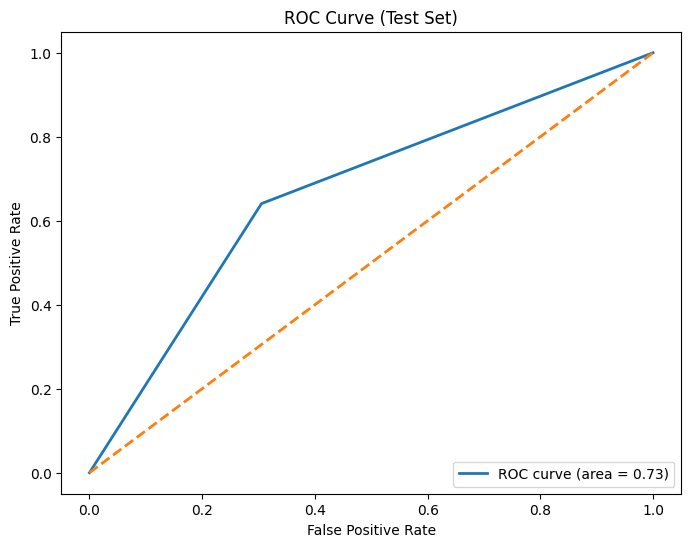 ROC Curve (Test Set)
True Positive Rate
1.0
0.8
0.6
0.4
0.2
0.0
ROC curve (area = 0.73)
0.0 0.2 0.4 0.6 0.8 1.0
False Positive Rate